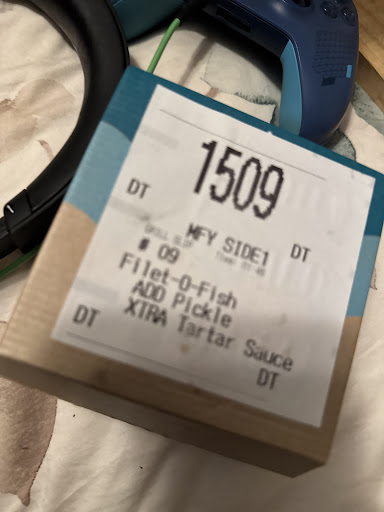 1509
DT
MFY SIDE1
DT
# 09
Filet-O-Fish
ADD Pickle
XTRA Tartar Sauce
DT
DT